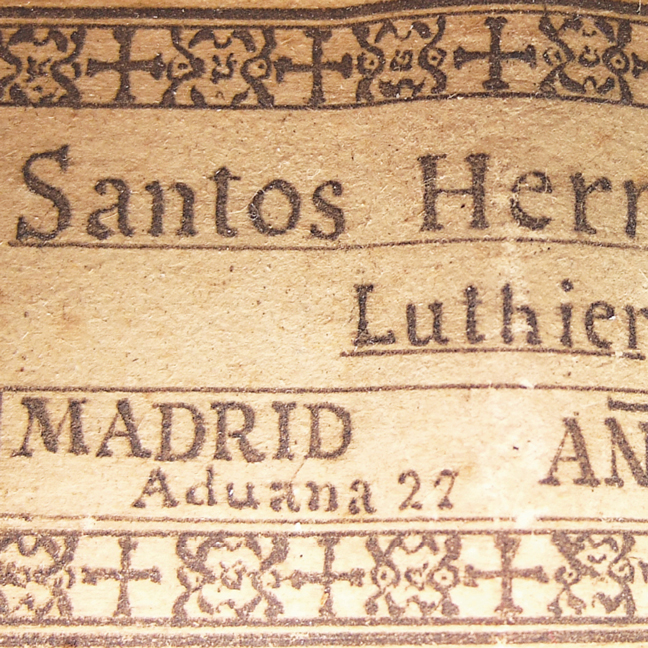 Santos Herr
Luthier
MADRID AÑ
Aduana 27